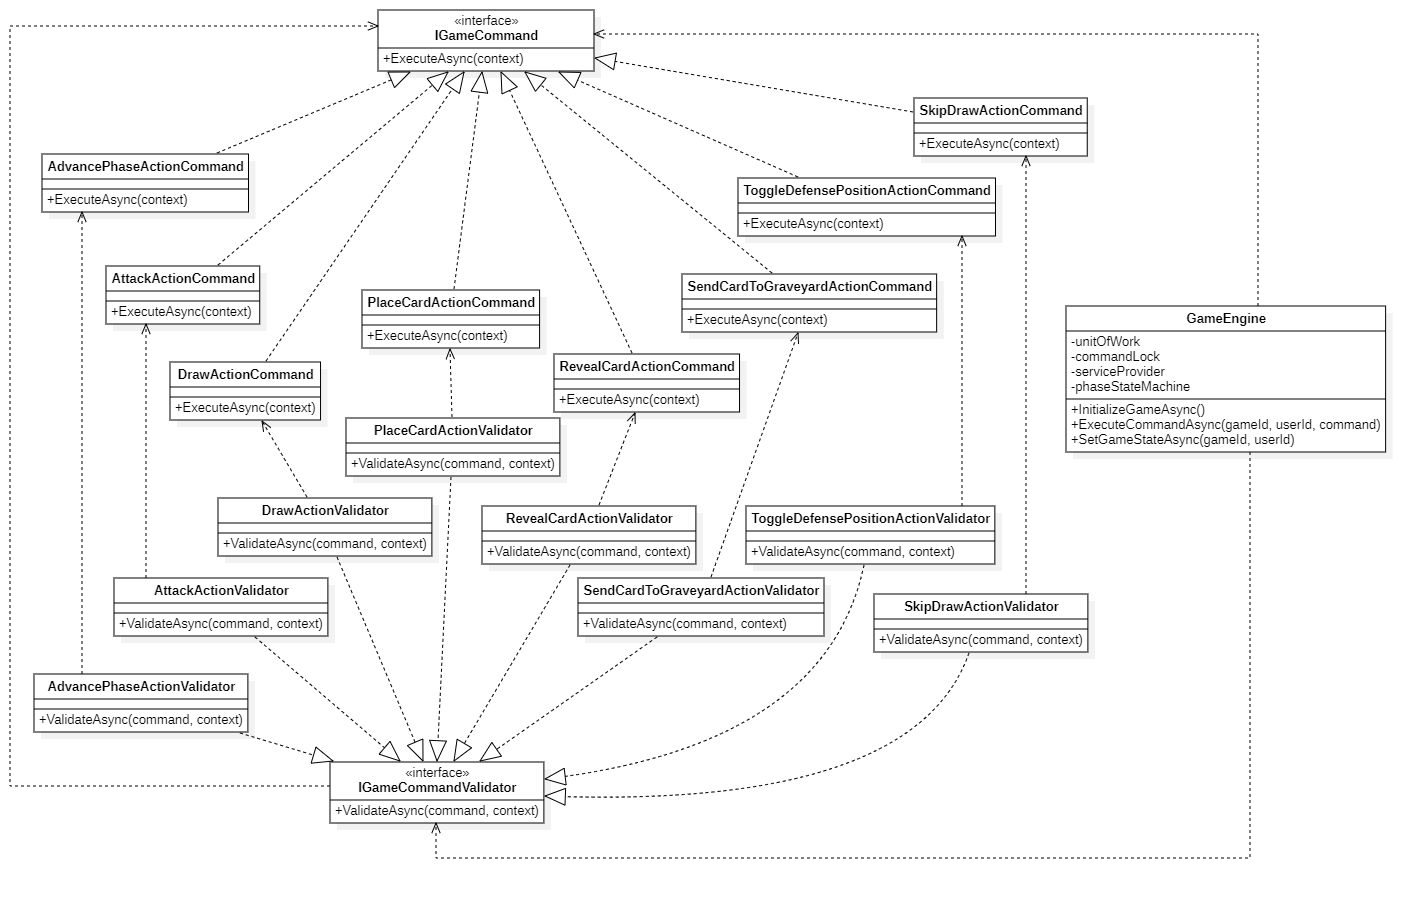 «interface»
IGameCommand
+ExecuteAsync(context)
SkipDrawActionCommand
+ExecuteAsync(context)
AdvancePhaseActionCommand
+ExecuteAsync(context)
ToggleDefensePositionActionCommand
+ExecuteAsync(context)
AttackActionCommand
+ExecuteAsync(context)
SendCardToGraveyardActionCommand
+ExecuteAsync(context)
PlaceCardActionCommand
+ExecuteAsync(context)
GameEngine
-unitOfWork
-commandLock
-serviceProvider
-phaseStateMachine
+InitializeGameAsync()
+ExecuteCommandAsync(gameId, userId, command)
+SetGameStateAsync(gameId, userId)
RevealCardActionCommand
+ExecuteAsync(context)
DrawActionCommand
+ExecuteAsync(context)
PlaceCardActionValidator
+ValidateAsync(command, context)
DrawActionValidator
+ValidateAsync(command, context)
RevealCardActionValidator
+ValidateAsync(command, context)
ToggleDefensePositionActionValidator
+ValidateAsync(command, context)
AttackActionValidator
+ValidateAsync(command, context)
SendCardToGraveyardActionValidator
+ValidateAsync(command, context)
SkipDrawActionValidator
+ValidateAsync(command, context)
AdvancePhaseActionValidator
+ValidateAsync(command, context)
«interface»
IGameCommandValidator
+ValidateAsync(command, context)